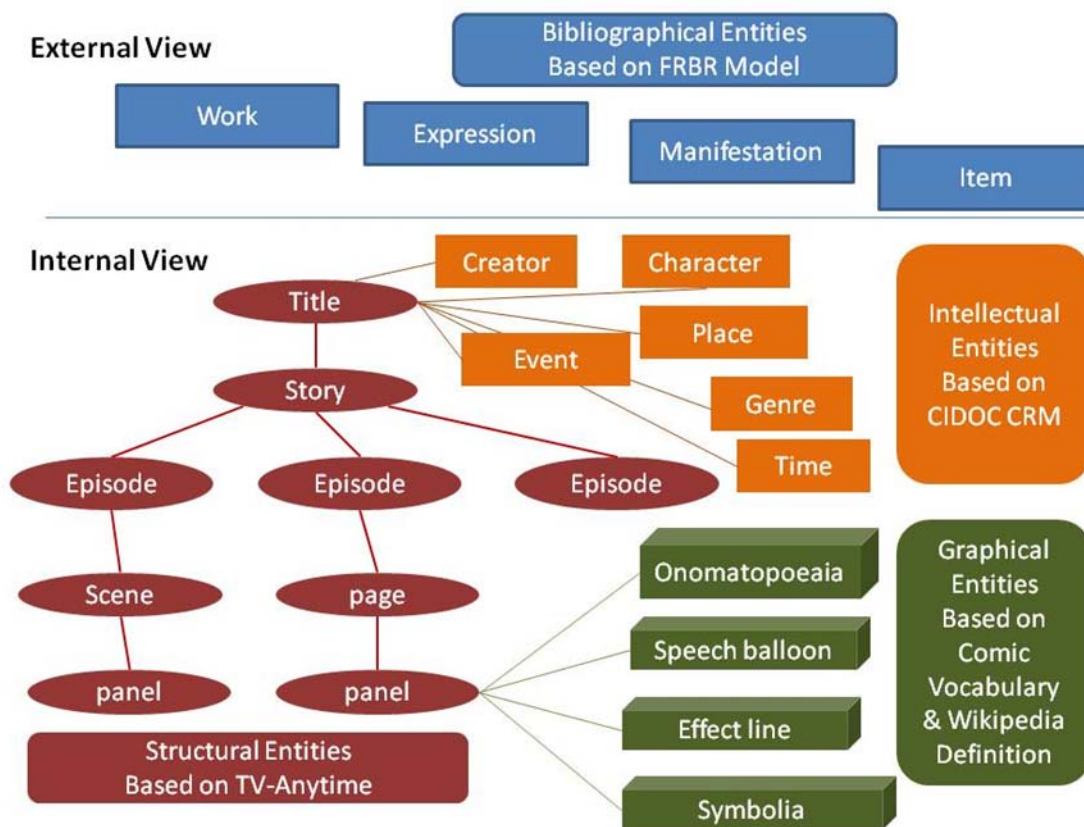 External View
Bibliographical Entities
Based on FRBR Model
Work
Expression
Manifestation
Item
Internal View
Creator
Character
Title
Place
Event
Story
Genre
Time
Intellectual
Entities
Based on
CIDOC CRM
Episode
Episode
Episode
Scene
page
panel
panel
Onomatopoeaia
Speech balloon
Effect line
Symbolia
Graphical
Entities
Based on
Comic
Vocabulary
& Wikipedia
Definition
Structural Entities
Based on TV-Anytime